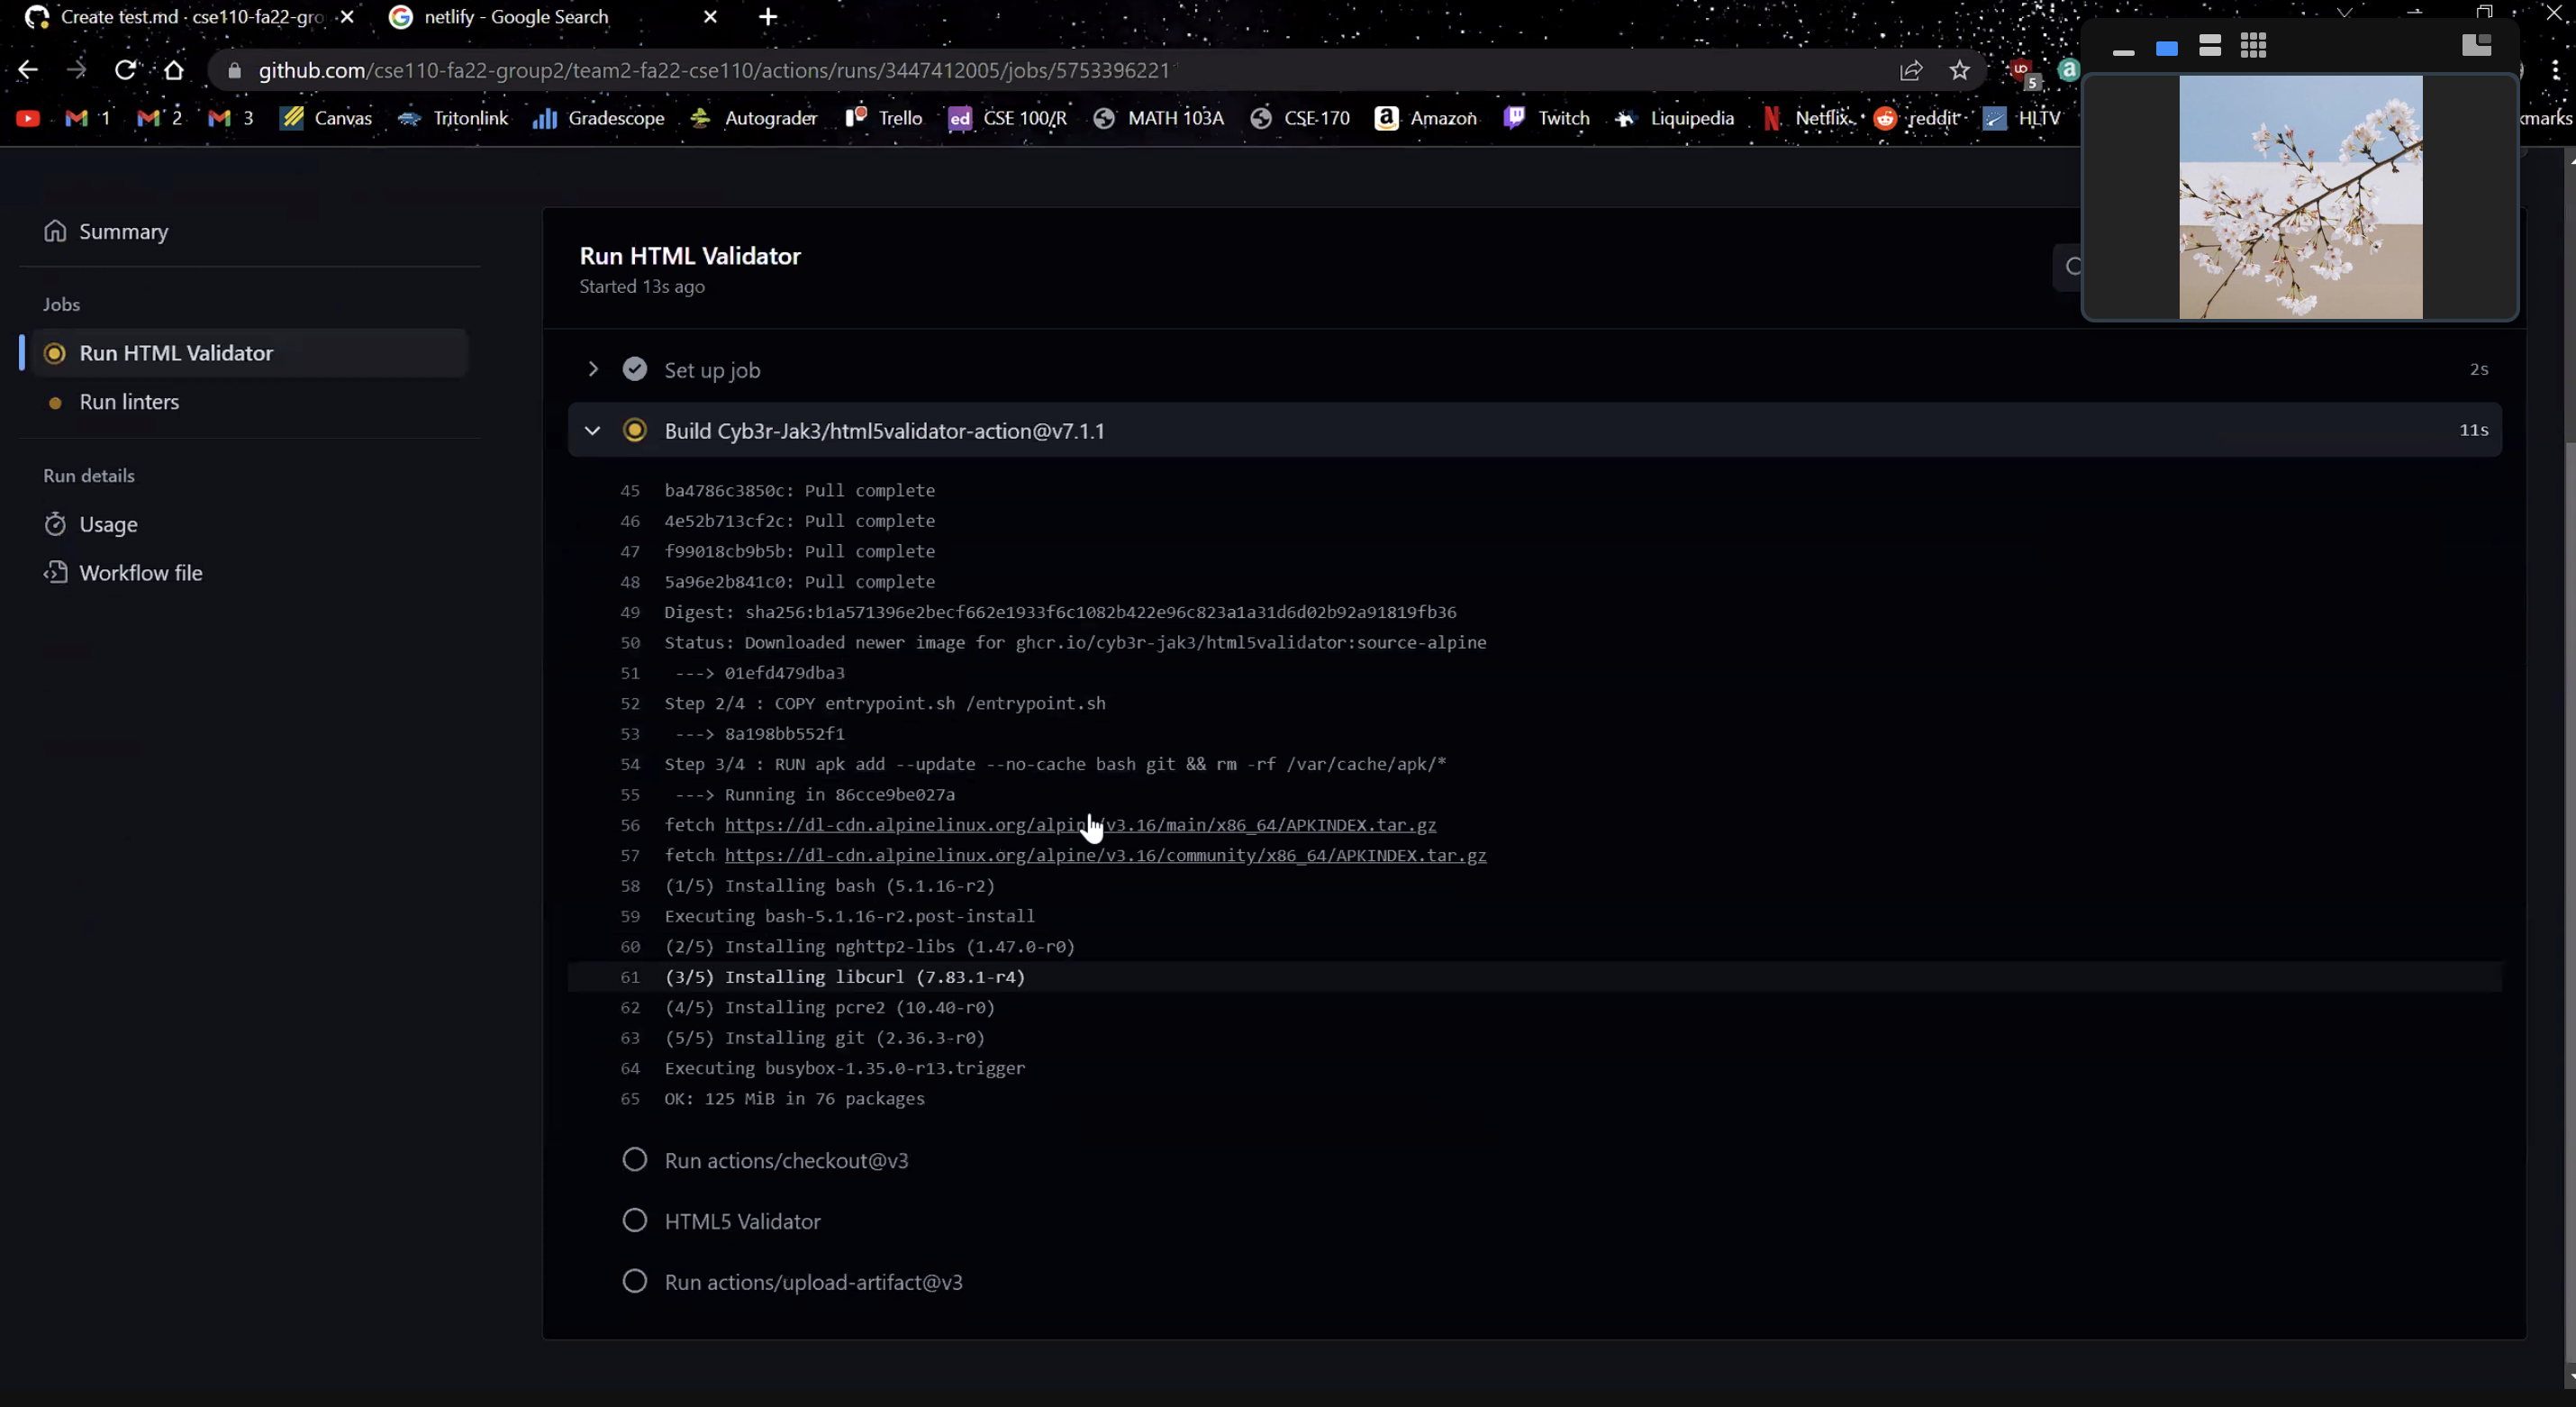 Create test.md · cse110-fa22-gro
netlify - Google Search
github.com/cse110-fa22-group2/team2-fa22-cse110/actions/runs/3447412005/jobs/5753396221
5
1
2
3
Canvas
Tritonlink
Gradescope
Autograder
Trello
ed
CSE 100/R
MATH 103A
CSE 170
Amazon
Twitch
Liquipedia
Netflix
reddit
HLTV
Summary
Jobs
Run HTML Validator
Run linters
Run details
Usage
Workflow file
Run HTML Validator
Started 13s ago
Set up job 2s
Build Cyb3r-Jak3/html5validator-action@v7.1.1 11s
45 ba4786c3850c: Pull complete
46 4e52b713cf2c: Pull complete
47 f99018cb9b5b: Pull complete
48 5a96e2b841c0: Pull complete
49 Digest: sha256:b1a571396e2becf662e1933f6c1082b422e96c823a1a31d6d02b92a91819fb36
50 Status: Downloaded newer image for ghcr.io/cyb3r-jak3/html5validator:source-alpine
51 ---> 01efd479dba3
52 Step 2/4 : COPY entrypoint.sh /entrypoint.sh
53 ---> 8a198bb552f1
54 Step 3/4 : RUN apk add --update --no-cache bash git && rm -rf /var/cache/apk/*
55 ---> Running in 86cce9be027a
56 fetch https://dl-cdn.alpinelinux.org/alpine/v3.16/main/x86_64/APKINDEX.tar.gz
57 fetch https://dl-cdn.alpinelinux.org/alpine/v3.16/community/x86_64/APKINDEX.tar.gz
58 (1/5) Installing bash (5.1.16-r2)
59 Executing bash-5.1.16-r2.post-install
60 (2/5) Installing nghttp2-libs (1.47.0-r0)
61 (3/5) Installing libcurl (7.83.1-r4)
62 (4/5) Installing pcre2 (10.40-r0)
63 (5/5) Installing git (2.36.3-r0)
64 Executing busybox-1.35.0-r13.trigger
65 OK: 125 MiB in 76 packages
Run actions/checkout@v3
HTML5 Validator
Run actions/upload-artifact@v3